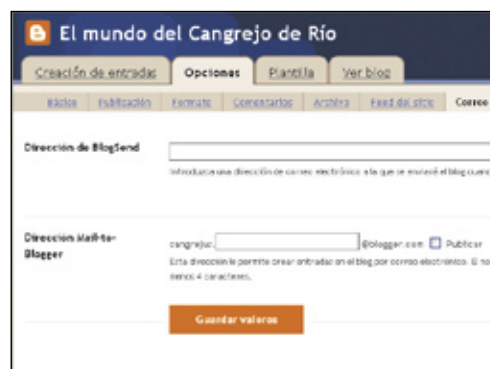 El mundo del Cangrejo de Río
Creación de entradas Opciones Plantilla Ver blog
Básico Publicación Formato Comentarios Archivo Feed del sitio Correo
Dirección de BlogSend
Introduzca una dirección de correo electrónico a la que se enviará el blog cuand
Dirección Mail-to-
Blogger
cangrejuc. @blogger.com Publicar
Esta dirección le permite crear entradas en el blog por correo electrónico. El no
menos 4 caracteres.
Guardar valores